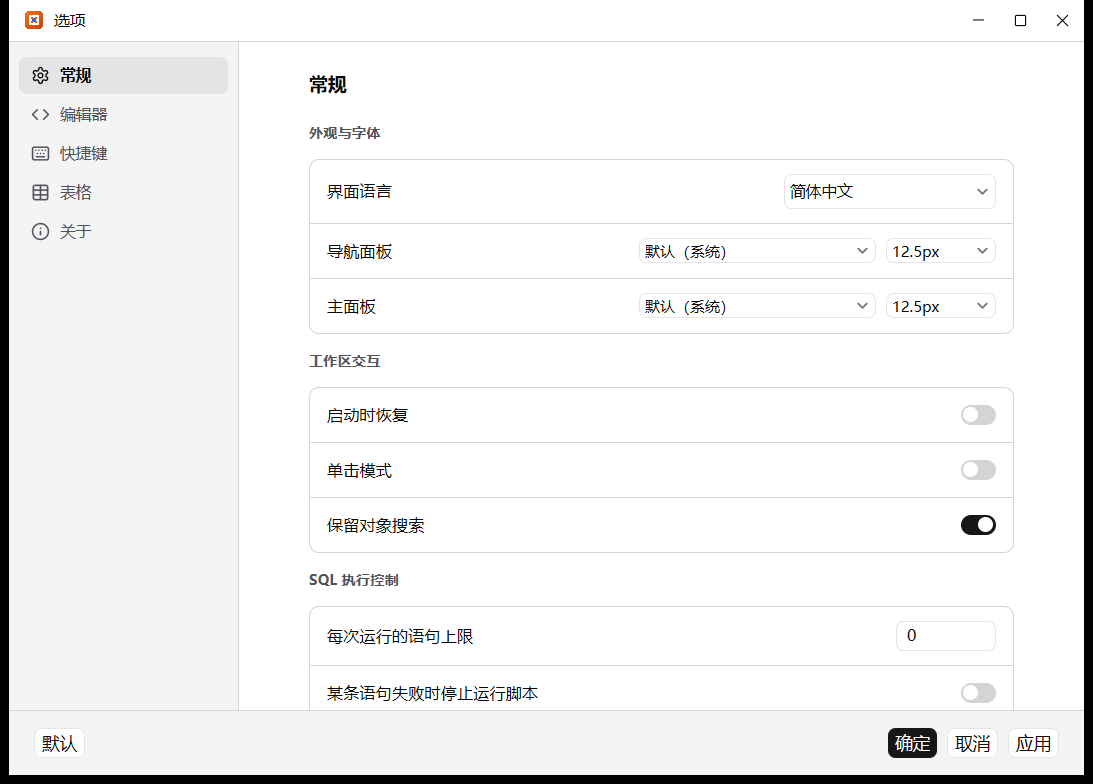 选项
常规
编辑器
快捷键
表格
关于
常规
外观与字体
界面语言 简体中文
导航面板 默认（系统） 12.5px
主面板 默认（系统） 12.5px
工作区交互
启动时恢复
单击模式
保留对象搜索
SQL 执行控制
每次运行的语句上限 0
某条语句失败时停止运行脚本
默认 确定 取消 应用